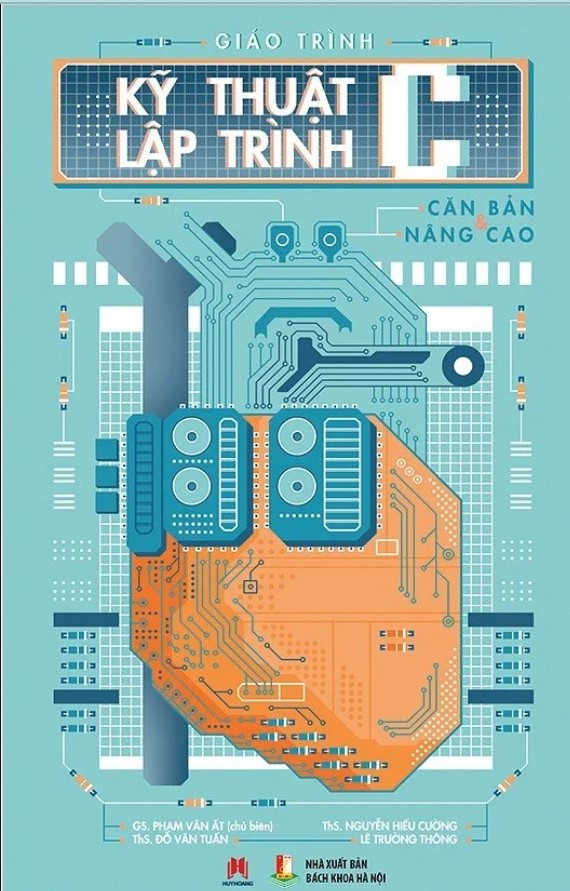 GIÁO TRÌNH
KỸ THUẬT
LẬP TRÌNH
C
CĂN BẢN
&
NÂNG CAO
GS. PHẠM VĂN ẤT (chủ biên)
ThS. NGUYỄN HIẾU CƯỜNG
ThS. ĐỖ VĂN TUẤN
LÊ TRƯỜNG THÔNG
HUYHOANG
NHÀ XUẤT BẢN
BÁCH KHOA HÀ NỘI